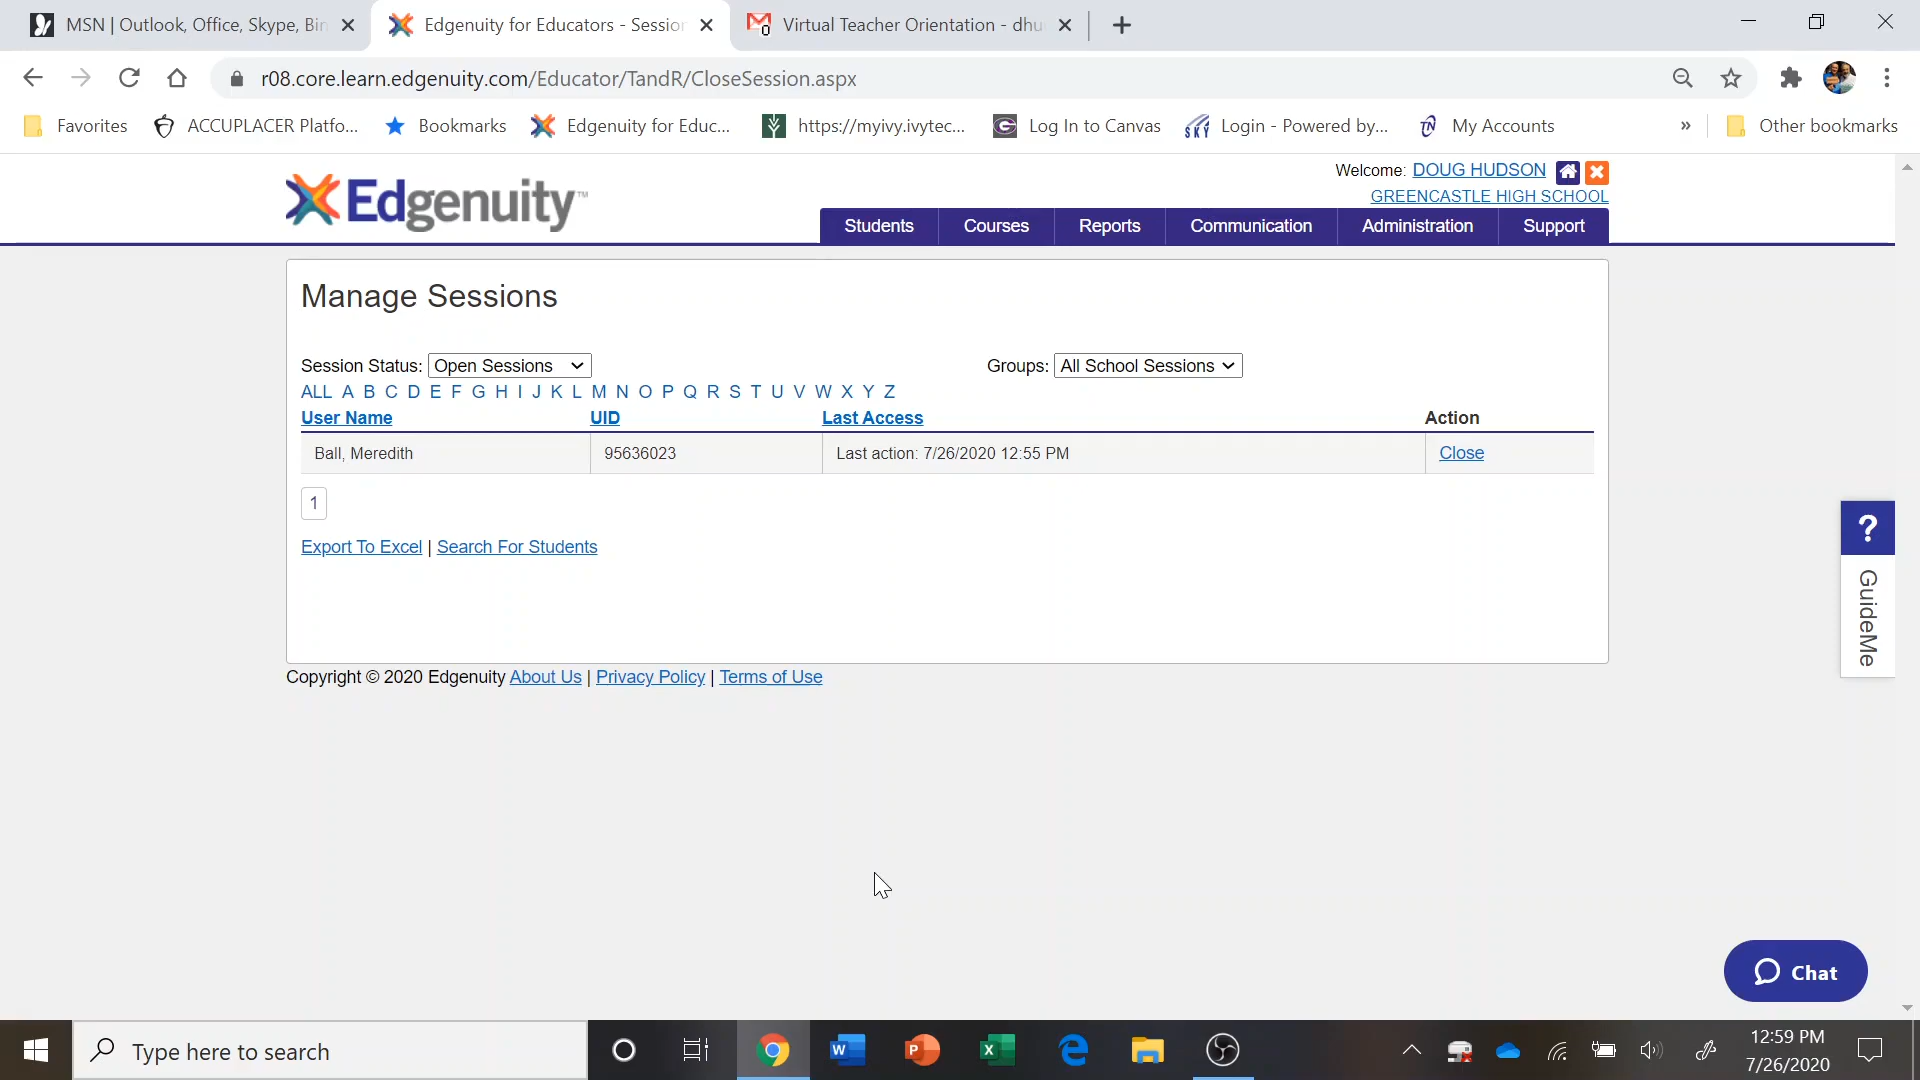 MSN | Outlook, Office, Skype, Bin
Edgenuity for Educators - Session
Virtual Teacher Orientation - dhu
r08.core.learn.edgenuity.com/Educator/TandR/CloseSession.aspx
Favorites ACCUPLACER Platfo... Bookmarks Edgenuity for Educ... https://myivy.ivytec... Log In to Canvas SKY Login - Powered by... TN My Accounts » Other bookmarks
Welcome: DOUG HUDSON
GREENCASTLE HIGH SCHOOL
Edgenuity™
Students Courses Reports Communication Administration Support
Manage Sessions
Session Status: Open Sessions Groups: All School Sessions
ALL A B C D E F G H I J K L M N O P Q R S T U V W X Y Z
User Name UID Last Access Action
Ball, Meredith 95636023 Last action: 7/26/2020 12:55 PM Close
1
Export To Excel | Search For Students
? GuideMe
Copyright © 2020 Edgenuity About Us | Privacy Policy | Terms of Use
Chat
Type here to search
12:59 PM
7/26/2020